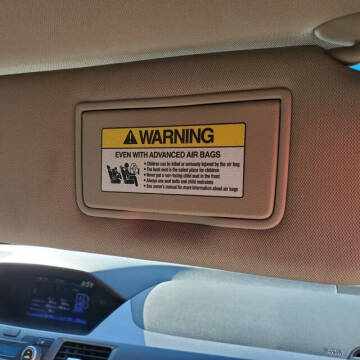 WARNING
EVEN WITH ADVANCED AIR BAGS
• Children can be killed or seriously injured by the air bag
• The back seat is the safest place for children
• Never put a rear-facing child seat in the front
• Always use seat belts and child restraints
• See owner's manual for more information about air bags